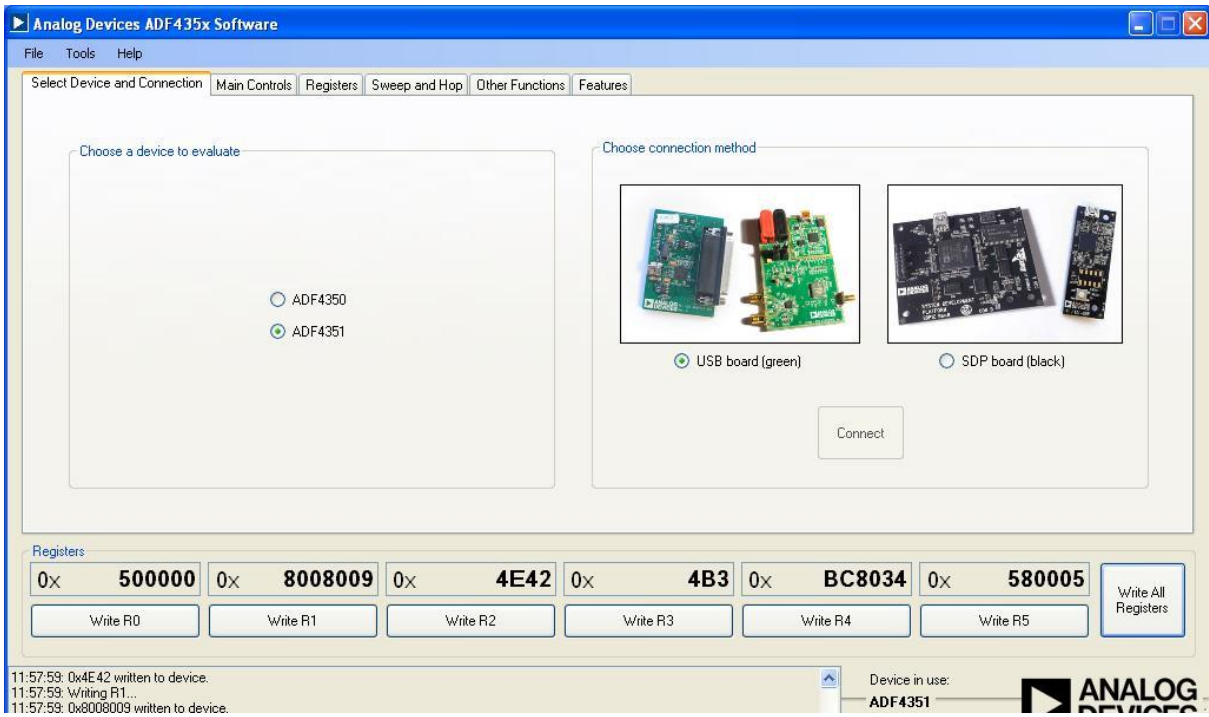 Analog Devices ADF435x Software
File Tools Help
Select Device and Connection Main Controls Registers Sweep and Hop Other Functions Features
Choose a device to evaluate
Choose connection method
ADF4350
ADF4351
USB board (green)
SDP board (black)
Connect
Registers
0x 500000 0x 8008009 0x 4E42 0x 4B3 0x BC8034 0x 580005
Write All
Registers
Write R0 Write R1 Write R2 Write R3 Write R4 Write R5
11:57:59: 0x4E42 written to device.
11:57:59: Writing R1...
11:57:59: 0x8008009 written to device.
Device in use:
ADF4351
ANALOG
DEVICES